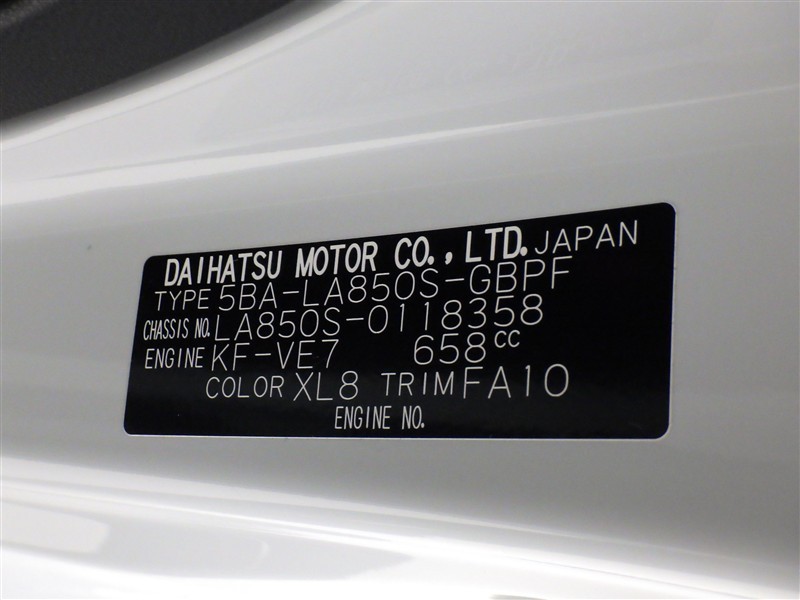 DAIHATSU MOTOR CO., LTD. JAPAN
TYPE 5BA-LA850S-GBPF
CHASSIS NO. LA850S-0118358
ENGINE KF-VE7 658cc
COLOR XL8 TRIM FA10
ENGINE NO.